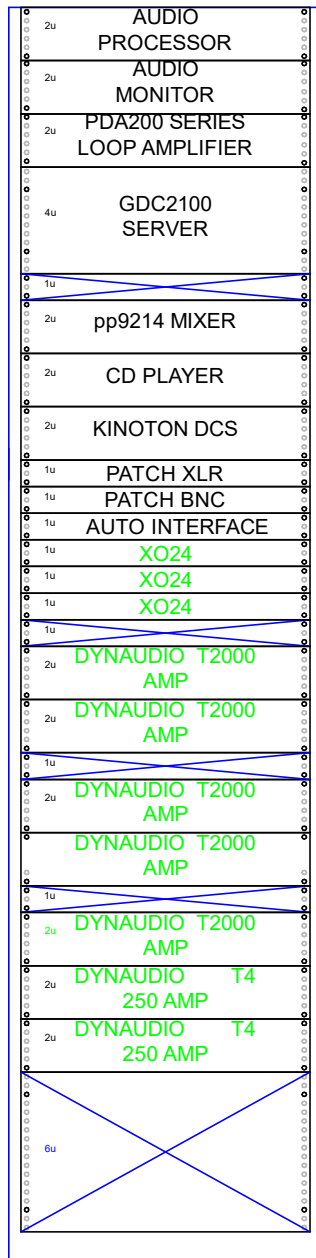 AUDIO
2u
PROCESSOR
AUDIO
2u
MONITOR
PDA200 SERIES
2u
LOOP AMPLIFIER
4u
GDC2100
SERVER
1u
2u
pp9214 MIXER
2u
CD PLAYER
2u
KINOTON DCS
1u
PATCH XLR
1u
PATCH BNC
1u
AUTO INTERFACE
1u
XO24
1u
XO24
1u
XO24
1u
DYNAUDIO T2000
2u
AMP
DYNAUDIO T2000
2u
AMP
1u
DYNAUDIO T2000
2u
AMP
DYNAUDIO T2000
AMP
1u
DYNAUDIO T2000
2u
AMP
DYNAUDIO T4
2u
250 AMP
DYNAUDIO T4
2u
250 AMP
6u